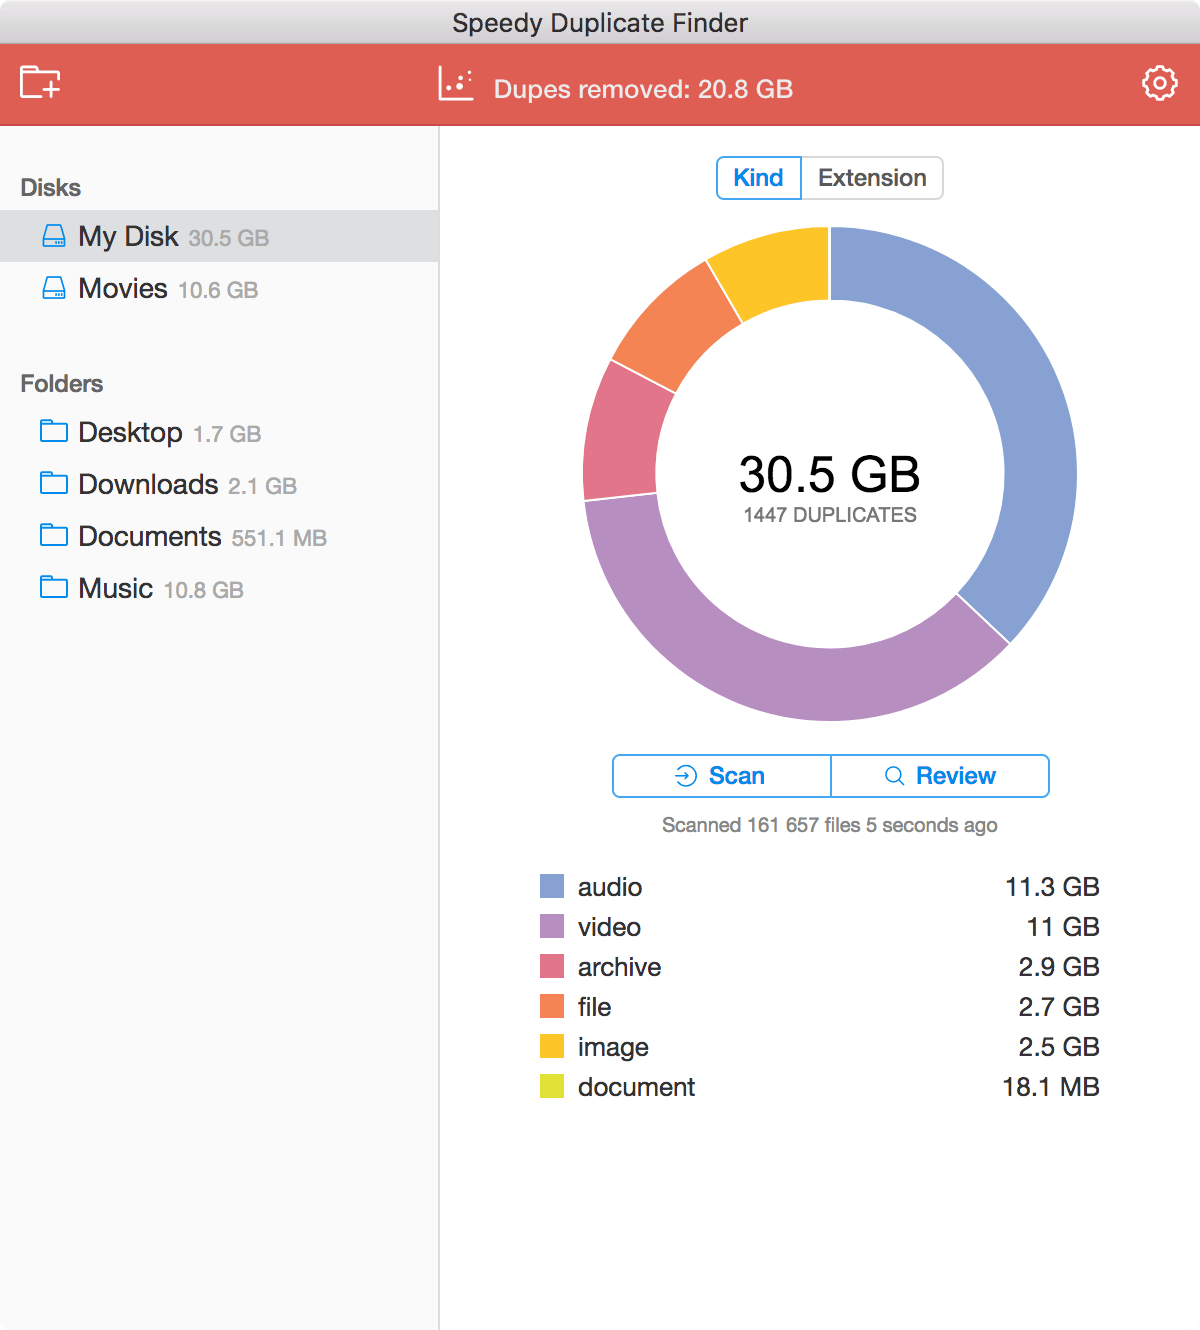 Speedy Duplicate Finder
Dupes removed: 20.8 GB
Disks
My Disk 30.5 GB
Movies 10.6 GB
Folders
Desktop 1.7 GB
Downloads 2.1 GB
Documents 551.1 MB
Music 10.8 GB
Kind Extension
30.5 GB
1447 DUPLICATES
Scan Review
Scanned 161 657 files 5 seconds ago
audio 11.3 GB
video 11 GB
archive 2.9 GB
file 2.7 GB
image 2.5 GB
document 18.1 MB